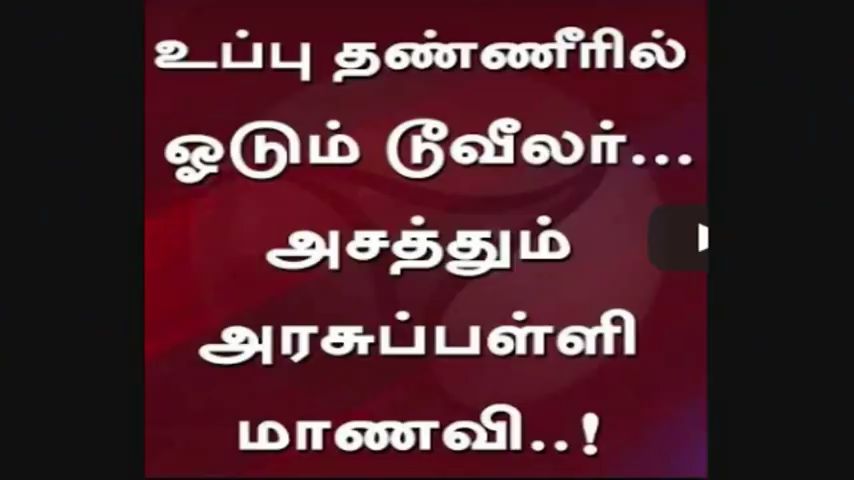 உப்பு தண்ணீரில்
ஓடும் டூவீலர்...
அசத்தும்
அரசுப்பள்ளி
மாணவி..!